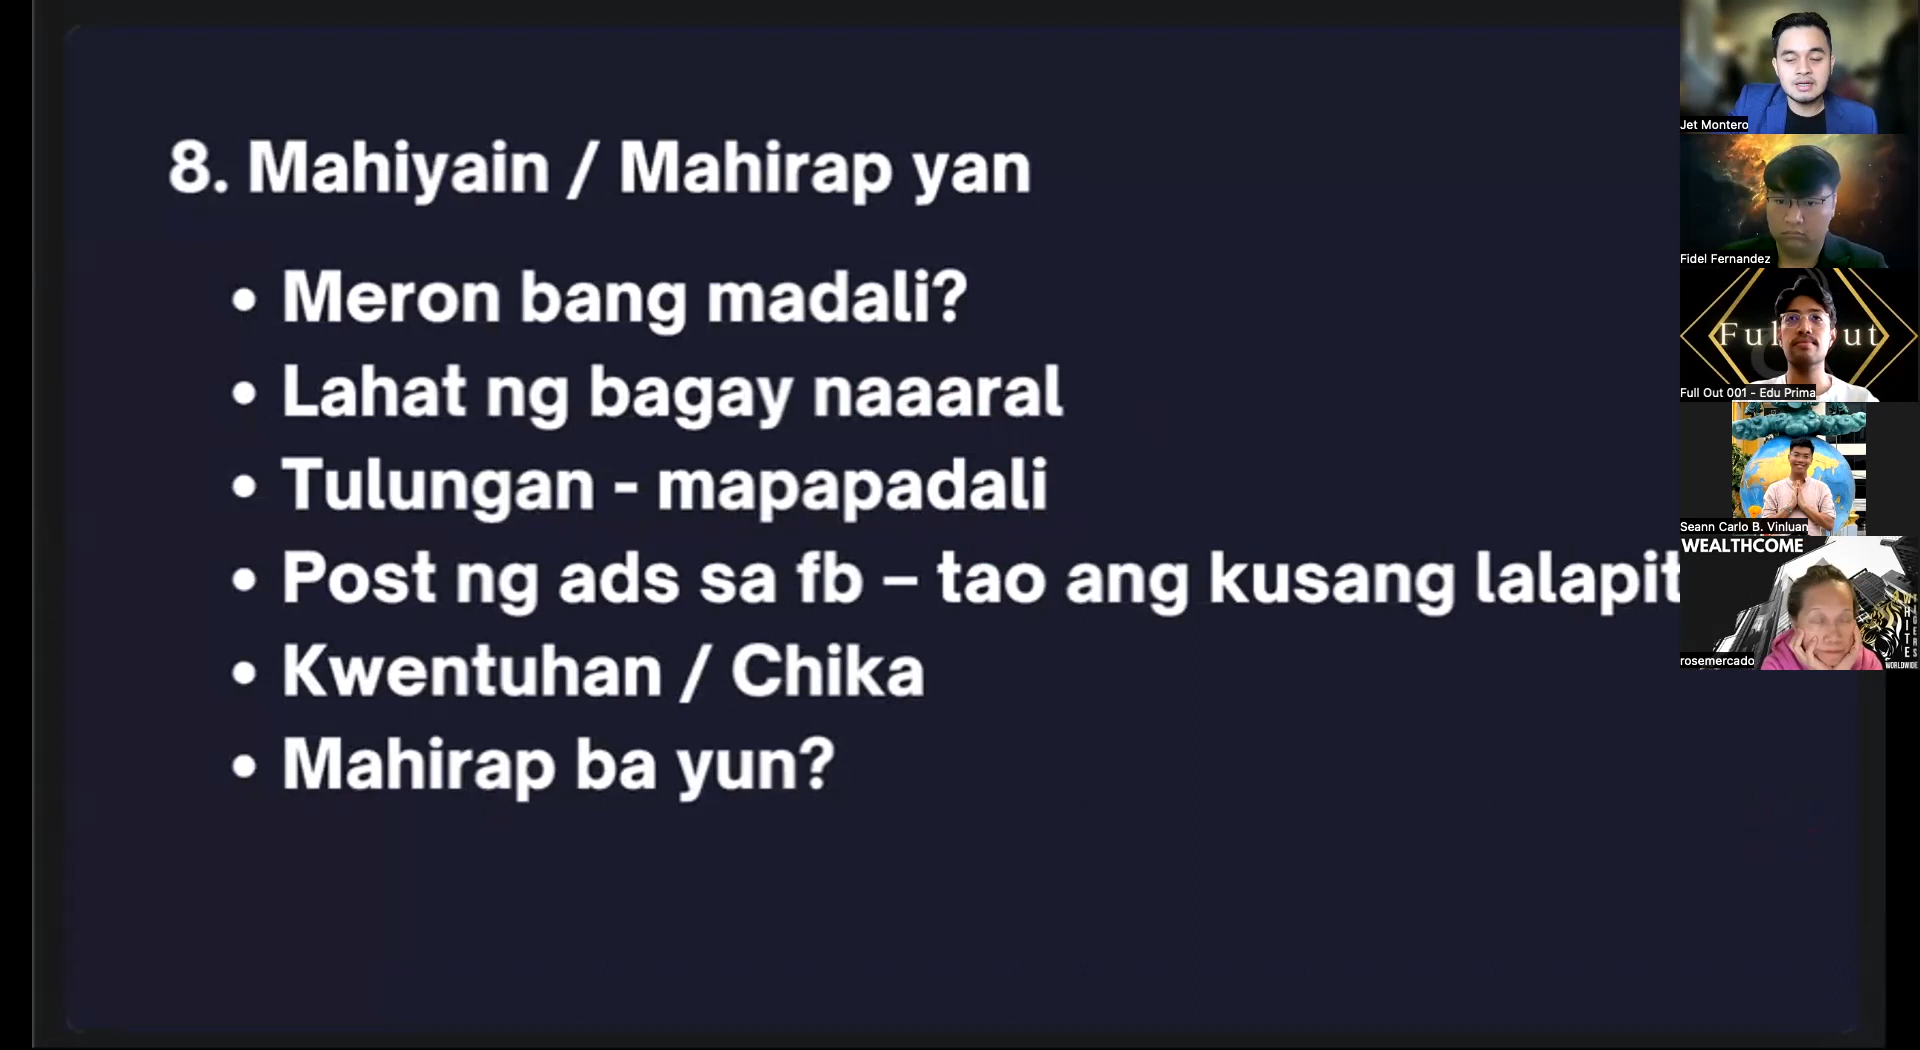 8. Mahiyain / Mahirap yan
• Meron bang madali?
• Lahat ng bagay naaaral
• Tulungan - mapapadali
• Post ng ads sa fb – tao ang kusang lalapit
• Kwentuhan / Chika
• Mahirap ba yun?
Jet Montero
Fidel Fernandez
Full Out 001 - Edu Prima
Seann Carlo B. Vinluan
WEALTHCOME
WORLDWIDE
rosemercado